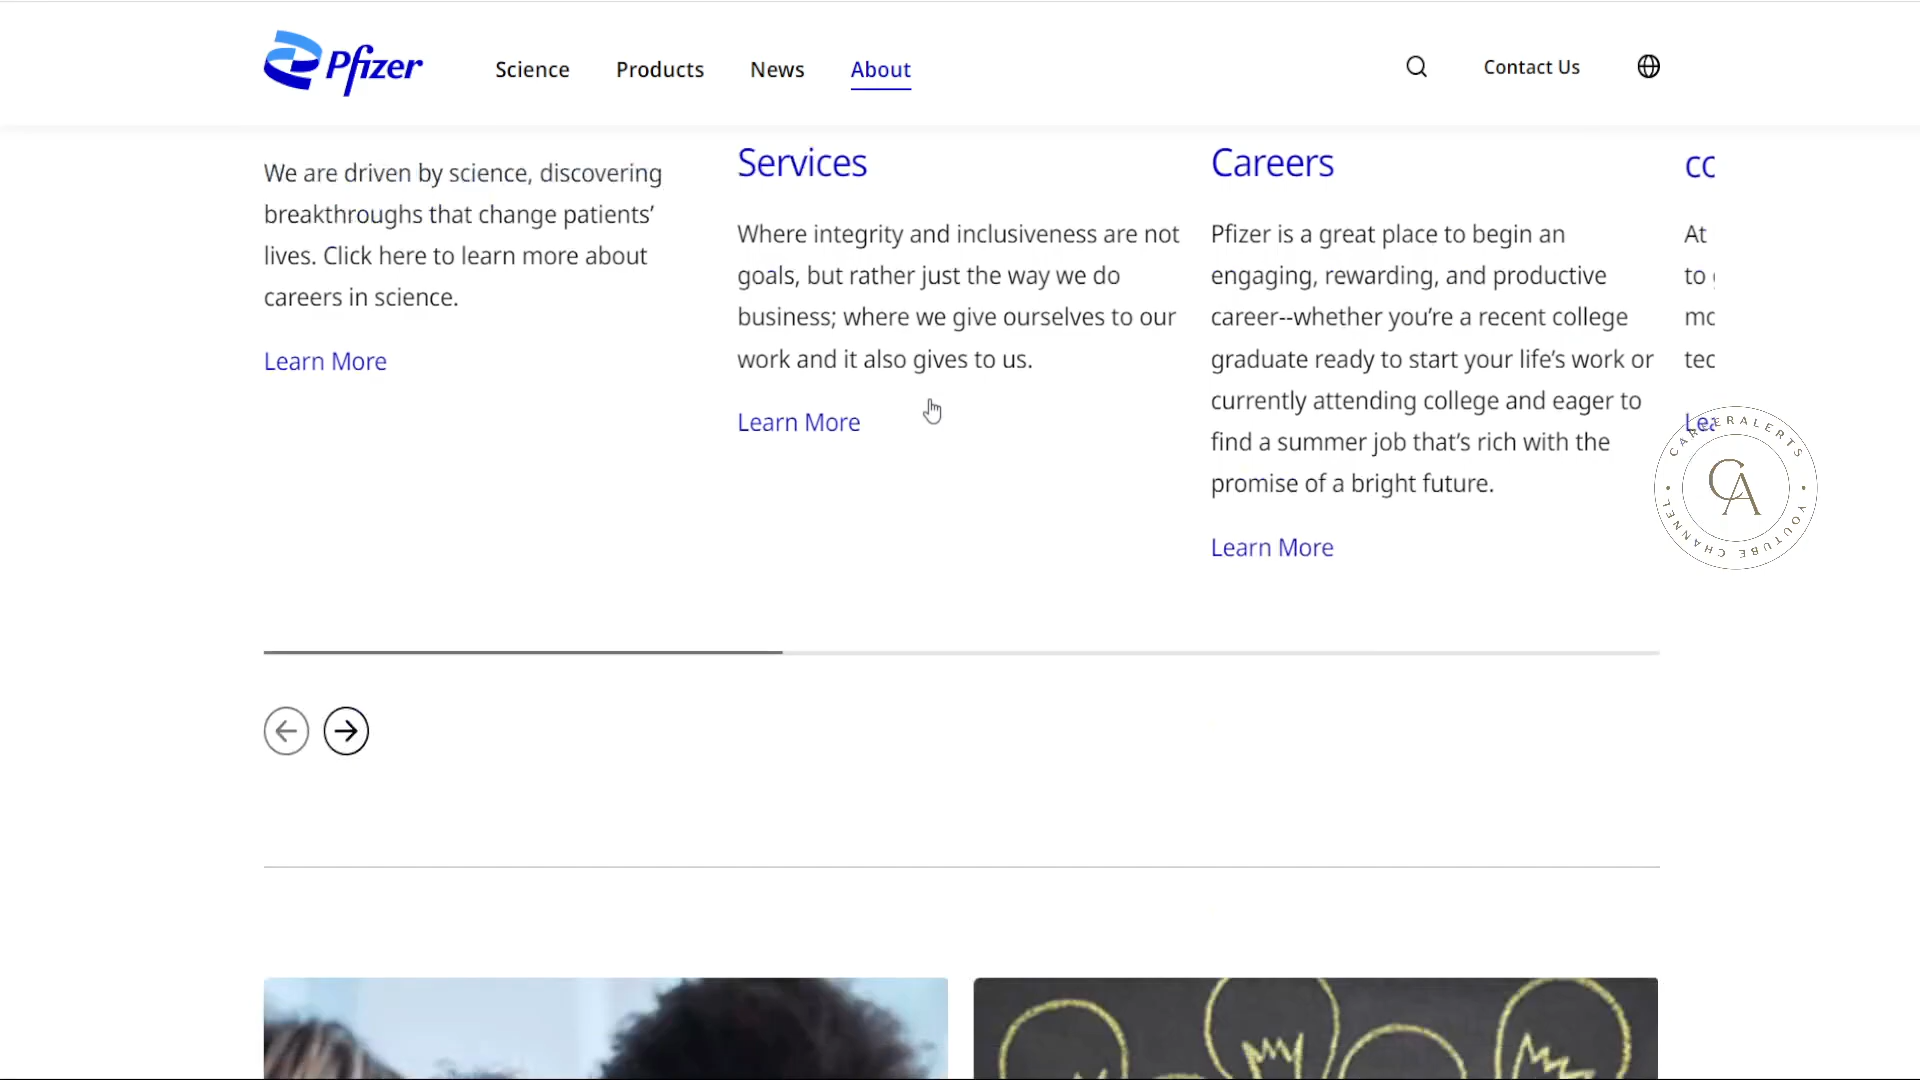 Pfizer
Science
Products
News
About
Contact Us
We are driven by science, discovering
breakthroughs that change patients’
lives. Click here to learn more about
careers in science.
Learn More
Services
Where integrity and inclusiveness are not
goals, but rather just the way we do
business; where we give ourselves to our
work and it also gives to us.
Learn More
Careers
Pfizer is a great place to begin an
engaging, rewarding, and productive
career--whether you’re a recent college
graduate ready to start your life’s work or
currently attending college and eager to
find a summer job that’s rich with the
promise of a bright future.
Learn More
At
to
CAREERALERTS
CA
YOUTUBE CHANNEL